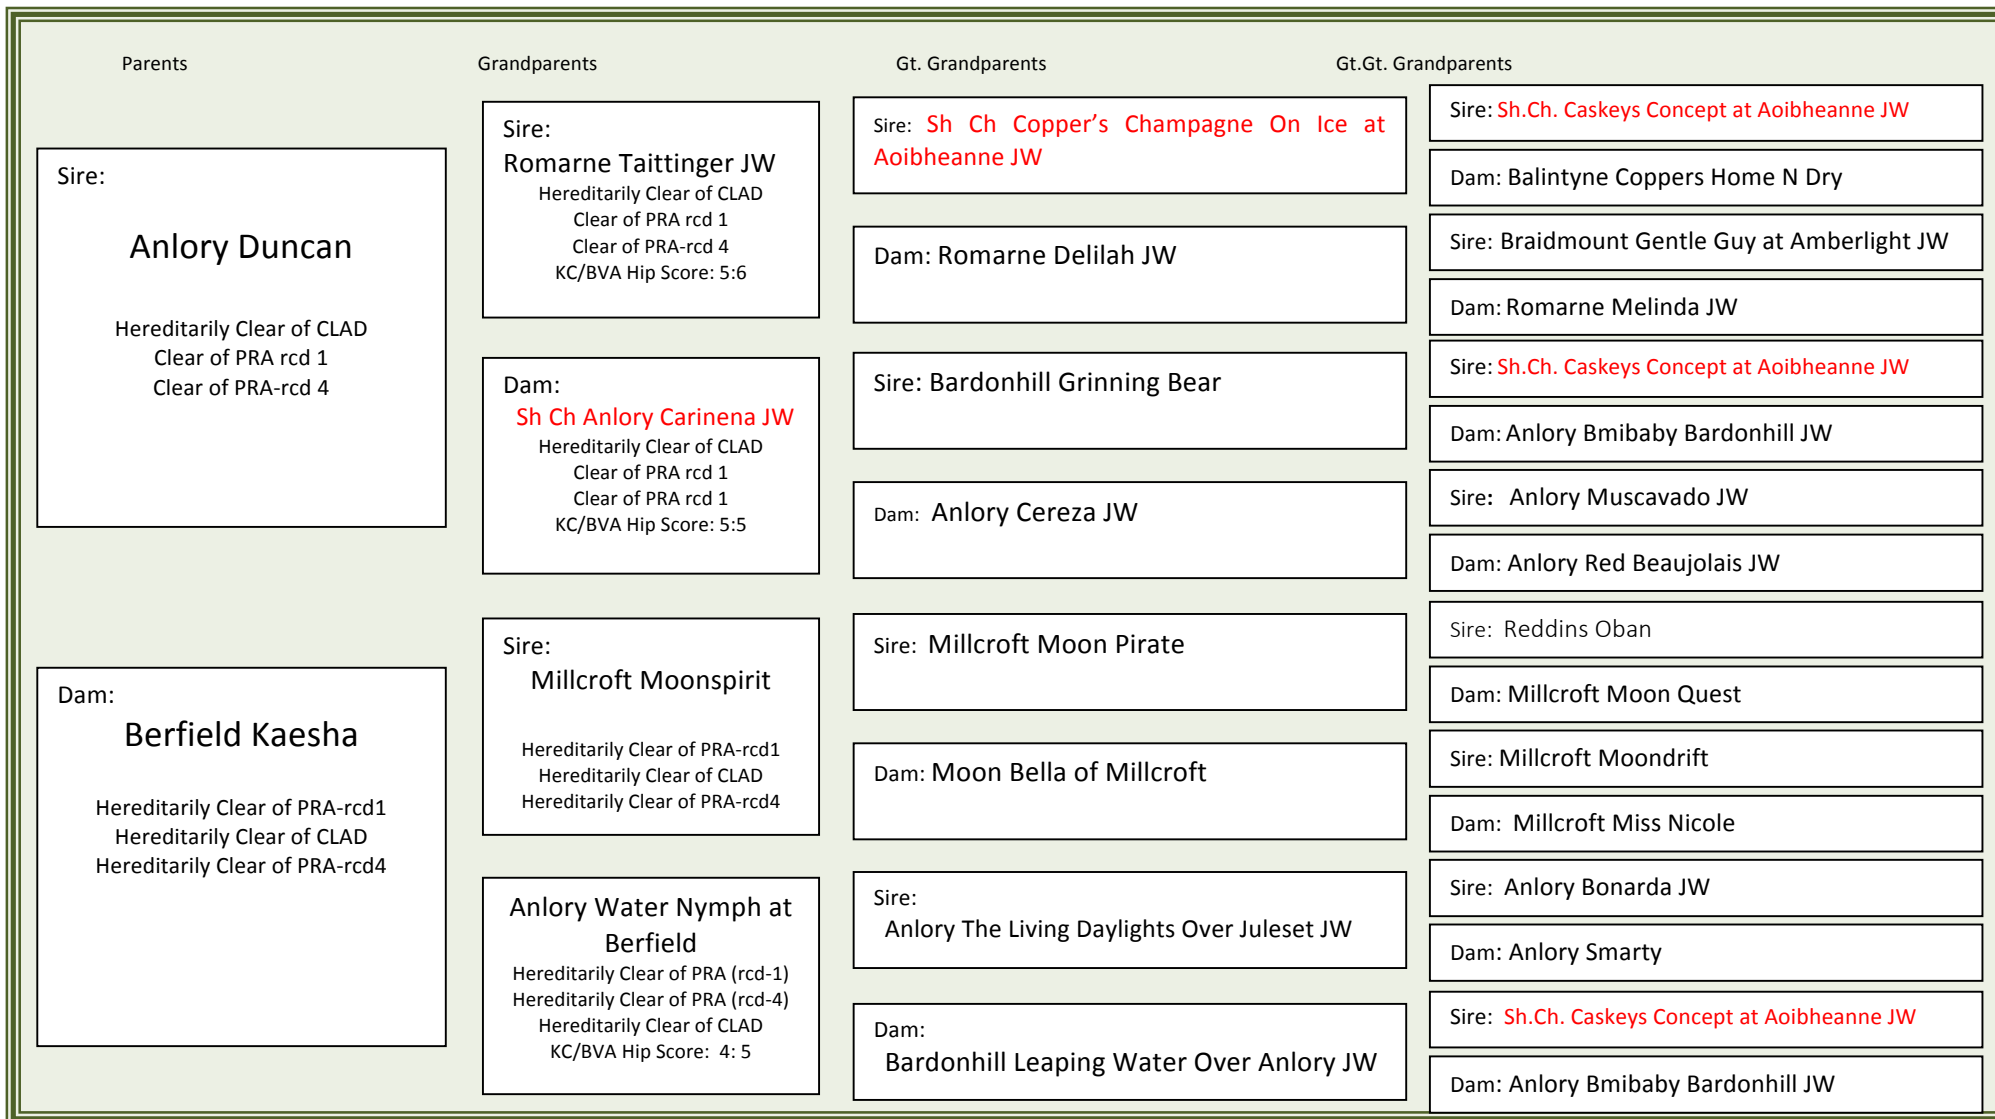 Parents
Grandparents
Gt. Grandparents
Gt.Gt. Grandparents
Sire:
Anlory Duncan
Hereditarily Clear of CLAD
Clear of PRA rcd 1
Clear of PRA-rcd 4
Dam:
Berfield Kaesha
Hereditarily Clear of PRA-rcd1
Hereditarily Clear of CLAD
Hereditarily Clear of PRA-rcd4
Sire:
Romarne Taittinger JW
Hereditarily Clear of CLAD
Clear of PRA rcd 1
Clear of PRA-rcd 4
KC/BVA Hip Score: 5:6
Dam:
Sh Ch Anlory Carinena JW
Hereditarily Clear of CLAD
Clear of PRA rcd 1
Clear of PRA rcd 1
KC/BVA Hip Score: 5:5
Sire:
Millcroft Moonspirit
Hereditarily Clear of PRA-rcd1
Hereditarily Clear of CLAD
Hereditarily Clear of PRA-rcd4
Anlory Water Nymph at
Berfield
Hereditarily Clear of PRA (rcd-1)
Hereditarily Clear of PRA (rcd-4)
Hereditarily Clear of CLAD
KC/BVA Hip Score: 4: 5
Sire: Sh Ch Copper’s Champagne On Ice at
Aoibheanne JW
Dam: Romarne Delilah JW
Sire: Bardonhill Grinning Bear
Dam: Anlory Cereza JW
Sire: Millcroft Moon Pirate
Dam: Moon Bella of Millcroft
Sire:
Anlory The Living Daylights Over Juleset JW
Dam:
Bardonhill Leaping Water Over Anlory JW
Sire: Sh.Ch. Caskeys Concept at Aoibheanne JW
Dam: Balintyne Coppers Home N Dry
Sire: Braidmount Gentle Guy at Amberlight JW
Dam: Romarne Melinda JW
Sire: Sh.Ch. Caskeys Concept at Aoibheanne JW
Dam: Anlory Bmibaby Bardonhill JW
Sire: Anlory Muscavado JW
Dam: Anlory Red Beaujolais JW
Sire: Reddins Oban
Dam: Millcroft Moon Quest
Sire: Millcroft Moondrift
Dam: Millcroft Miss Nicole
Sire: Anlory Bonarda JW
Dam: Anlory Smarty
Sire: Sh.Ch. Caskeys Concept at Aoibheanne JW
Dam: Anlory Bmibaby Bardonhill JW